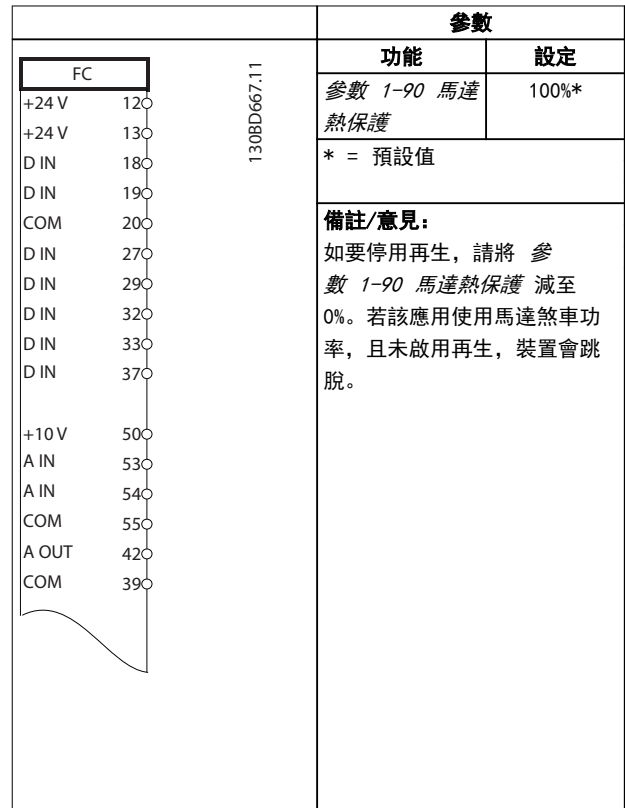 FC
+24 V 12
+24 V 13
D IN 18
D IN 19
COM 20
D IN 27
D IN 29
D IN 32
D IN 33
D IN 37
+10 V 50
A IN 53
A IN 54
COM 55
A OUT 42
COM 39
130BD667.11
參數
功能 設定
參數 1-90 馬達 100%*
熱保護
* = 預設值
備註/意見：
如要停用再生，請將 參
數 1-90 馬達熱保護 減至
0%。若該應用使用馬達煞車功
率，且未啟用再生，裝置會跳
脫。